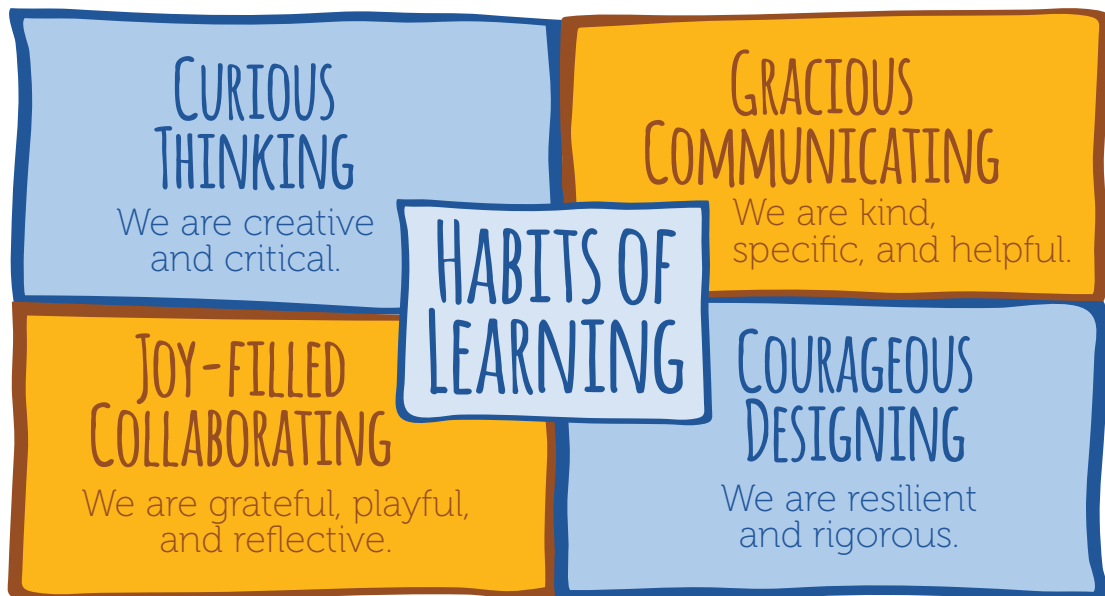 Curious
Thinking
We are creative
and critical.
Gracious
Communicating
We are kind,
specific, and helpful.
Habits of
Learning
Joy-filled
Collaborating
We are grateful, playful,
and reflective.
Courageous
Designing
We are resilient
and rigorous.